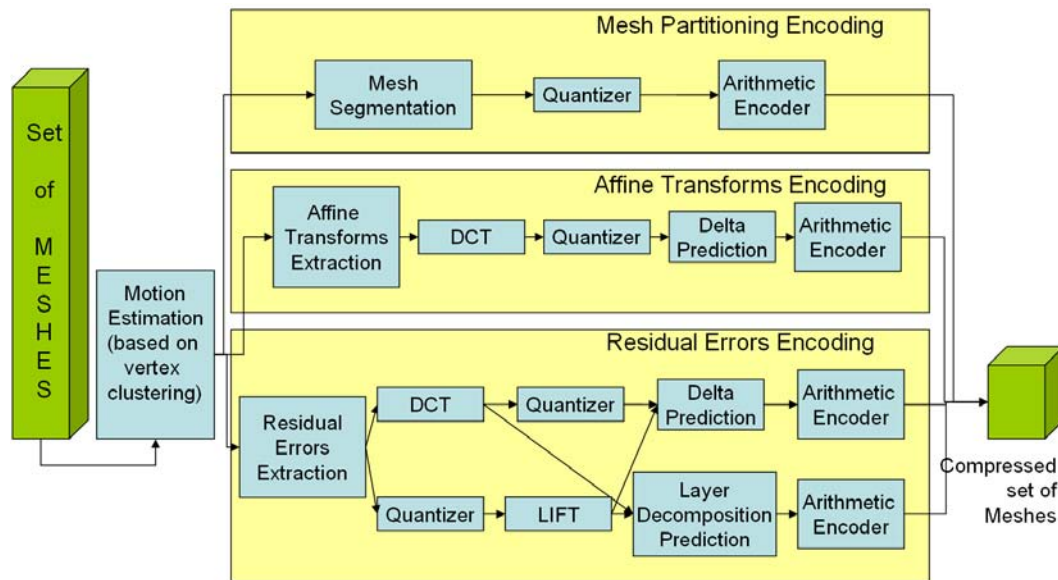 Set
of
M
E
S
H
E
S
Motion
Estimation
(based on
vertex
clustering)
Mesh Partitioning Encoding
Mesh
Segmentation
Quantizer
Arithmetic
Encoder
Affine Transforms Encoding
Affine
Transforms
Extraction
DCT
Quantizer
Delta
Prediction
Arithmetic
Encoder
Residual Errors Encoding
Residual
Errors
Extraction
DCT
Quantizer
Delta
Prediction
Arithmetic
Encoder
Quantizer
LIFT
Layer
Decomposition
Prediction
Arithmetic
Encoder
Compressed
set of
Meshes